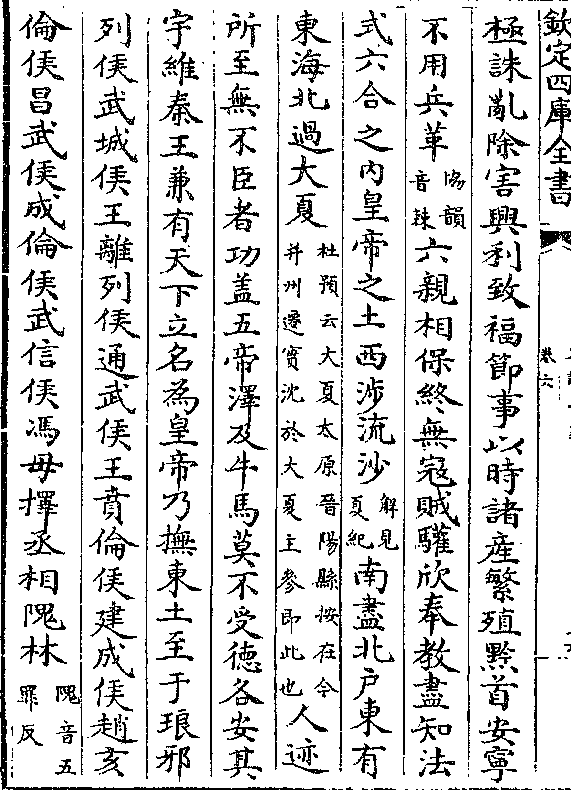 欽定四庫全書
卷六
極誅亂除害興利致福節事以時諸產繁殖黔首安寧
不用兵革協韻音棘六親相保終無寇賊驩欣奉教盡知法
式六合之內皇帝之土西涉流沙解見夏紀南盡北戶東有
東海北過大夏杜預云大夏太原晉陽縣按在今并州遷實沈於大夏主參即此也人迹
所至無不臣者功蓋五帝澤及牛馬莫不受德各安其
宇維秦王兼有天下立名為皇帝乃撫東土至于琅邪
列侯武城侯王離列侯通武侯王賁倫侯建成侯趙亥
倫侯昌武侯成倫侯武信侯馮毋擇丞相隗林隗音五罪反